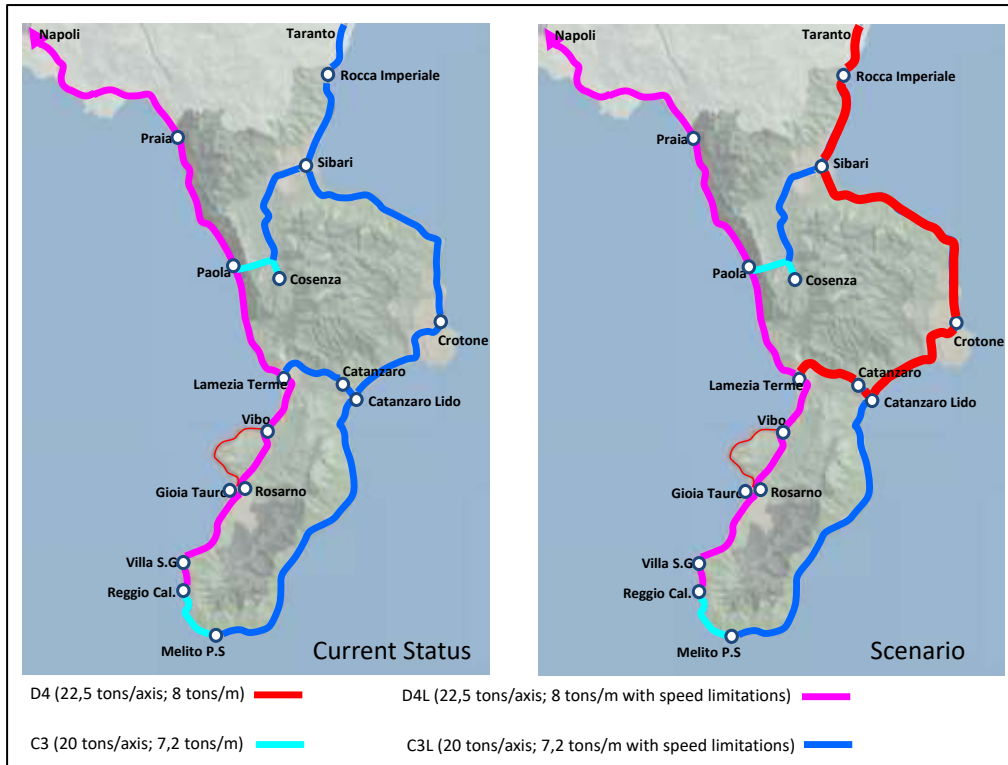 Napoli
Taranto
Rocca Imperiale
Praia
Sibari
Paola
Cosenza
Crotone
Catanzaro
Lamezia Terme
Catanzaro Lido
Vibo
Gioia Tauro
Rosarno
Villa S.G
Reggio Cal.
Melito P.S
Current Status
Napoli
Taranto
Rocca Imperiale
Praia
Sibari
Paola
Cosenza
Crotone
Catanzaro
Lamezia Terme
Catanzaro Lido
Vibo
Gioia Tauro
Rosarno
Villa S.G
Reggio Cal.
Melito P.S
Scenario
D4 (22,5 tons/axis; 8 tons/m)
D4L (22,5 tons/axis; 8 tons/m with speed limitations)
C3 (20 tons/axis; 7,2 tons/m)
C3L (20 tons/axis; 7,2 tons/m with speed limitations)